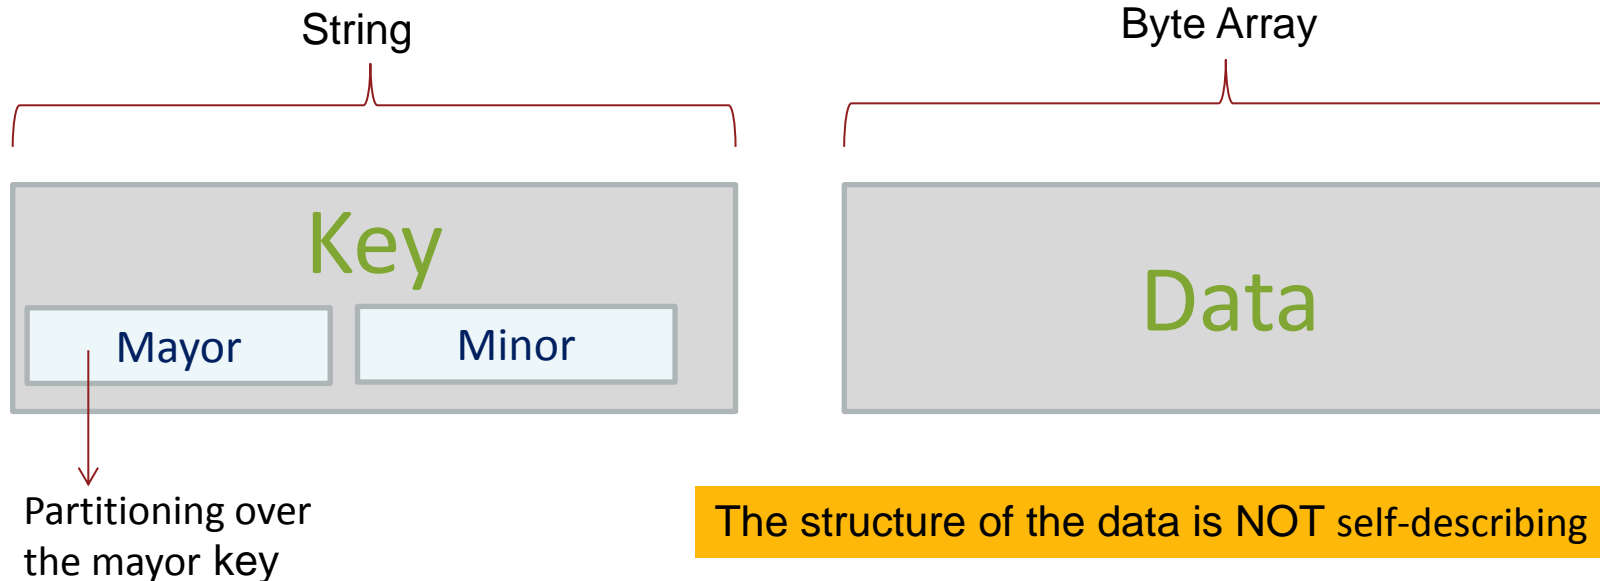 String
Byte Array
Key
Data
Mayor
Minor
Partitioning over
the mayor key
The structure of the data is NOT self-describing